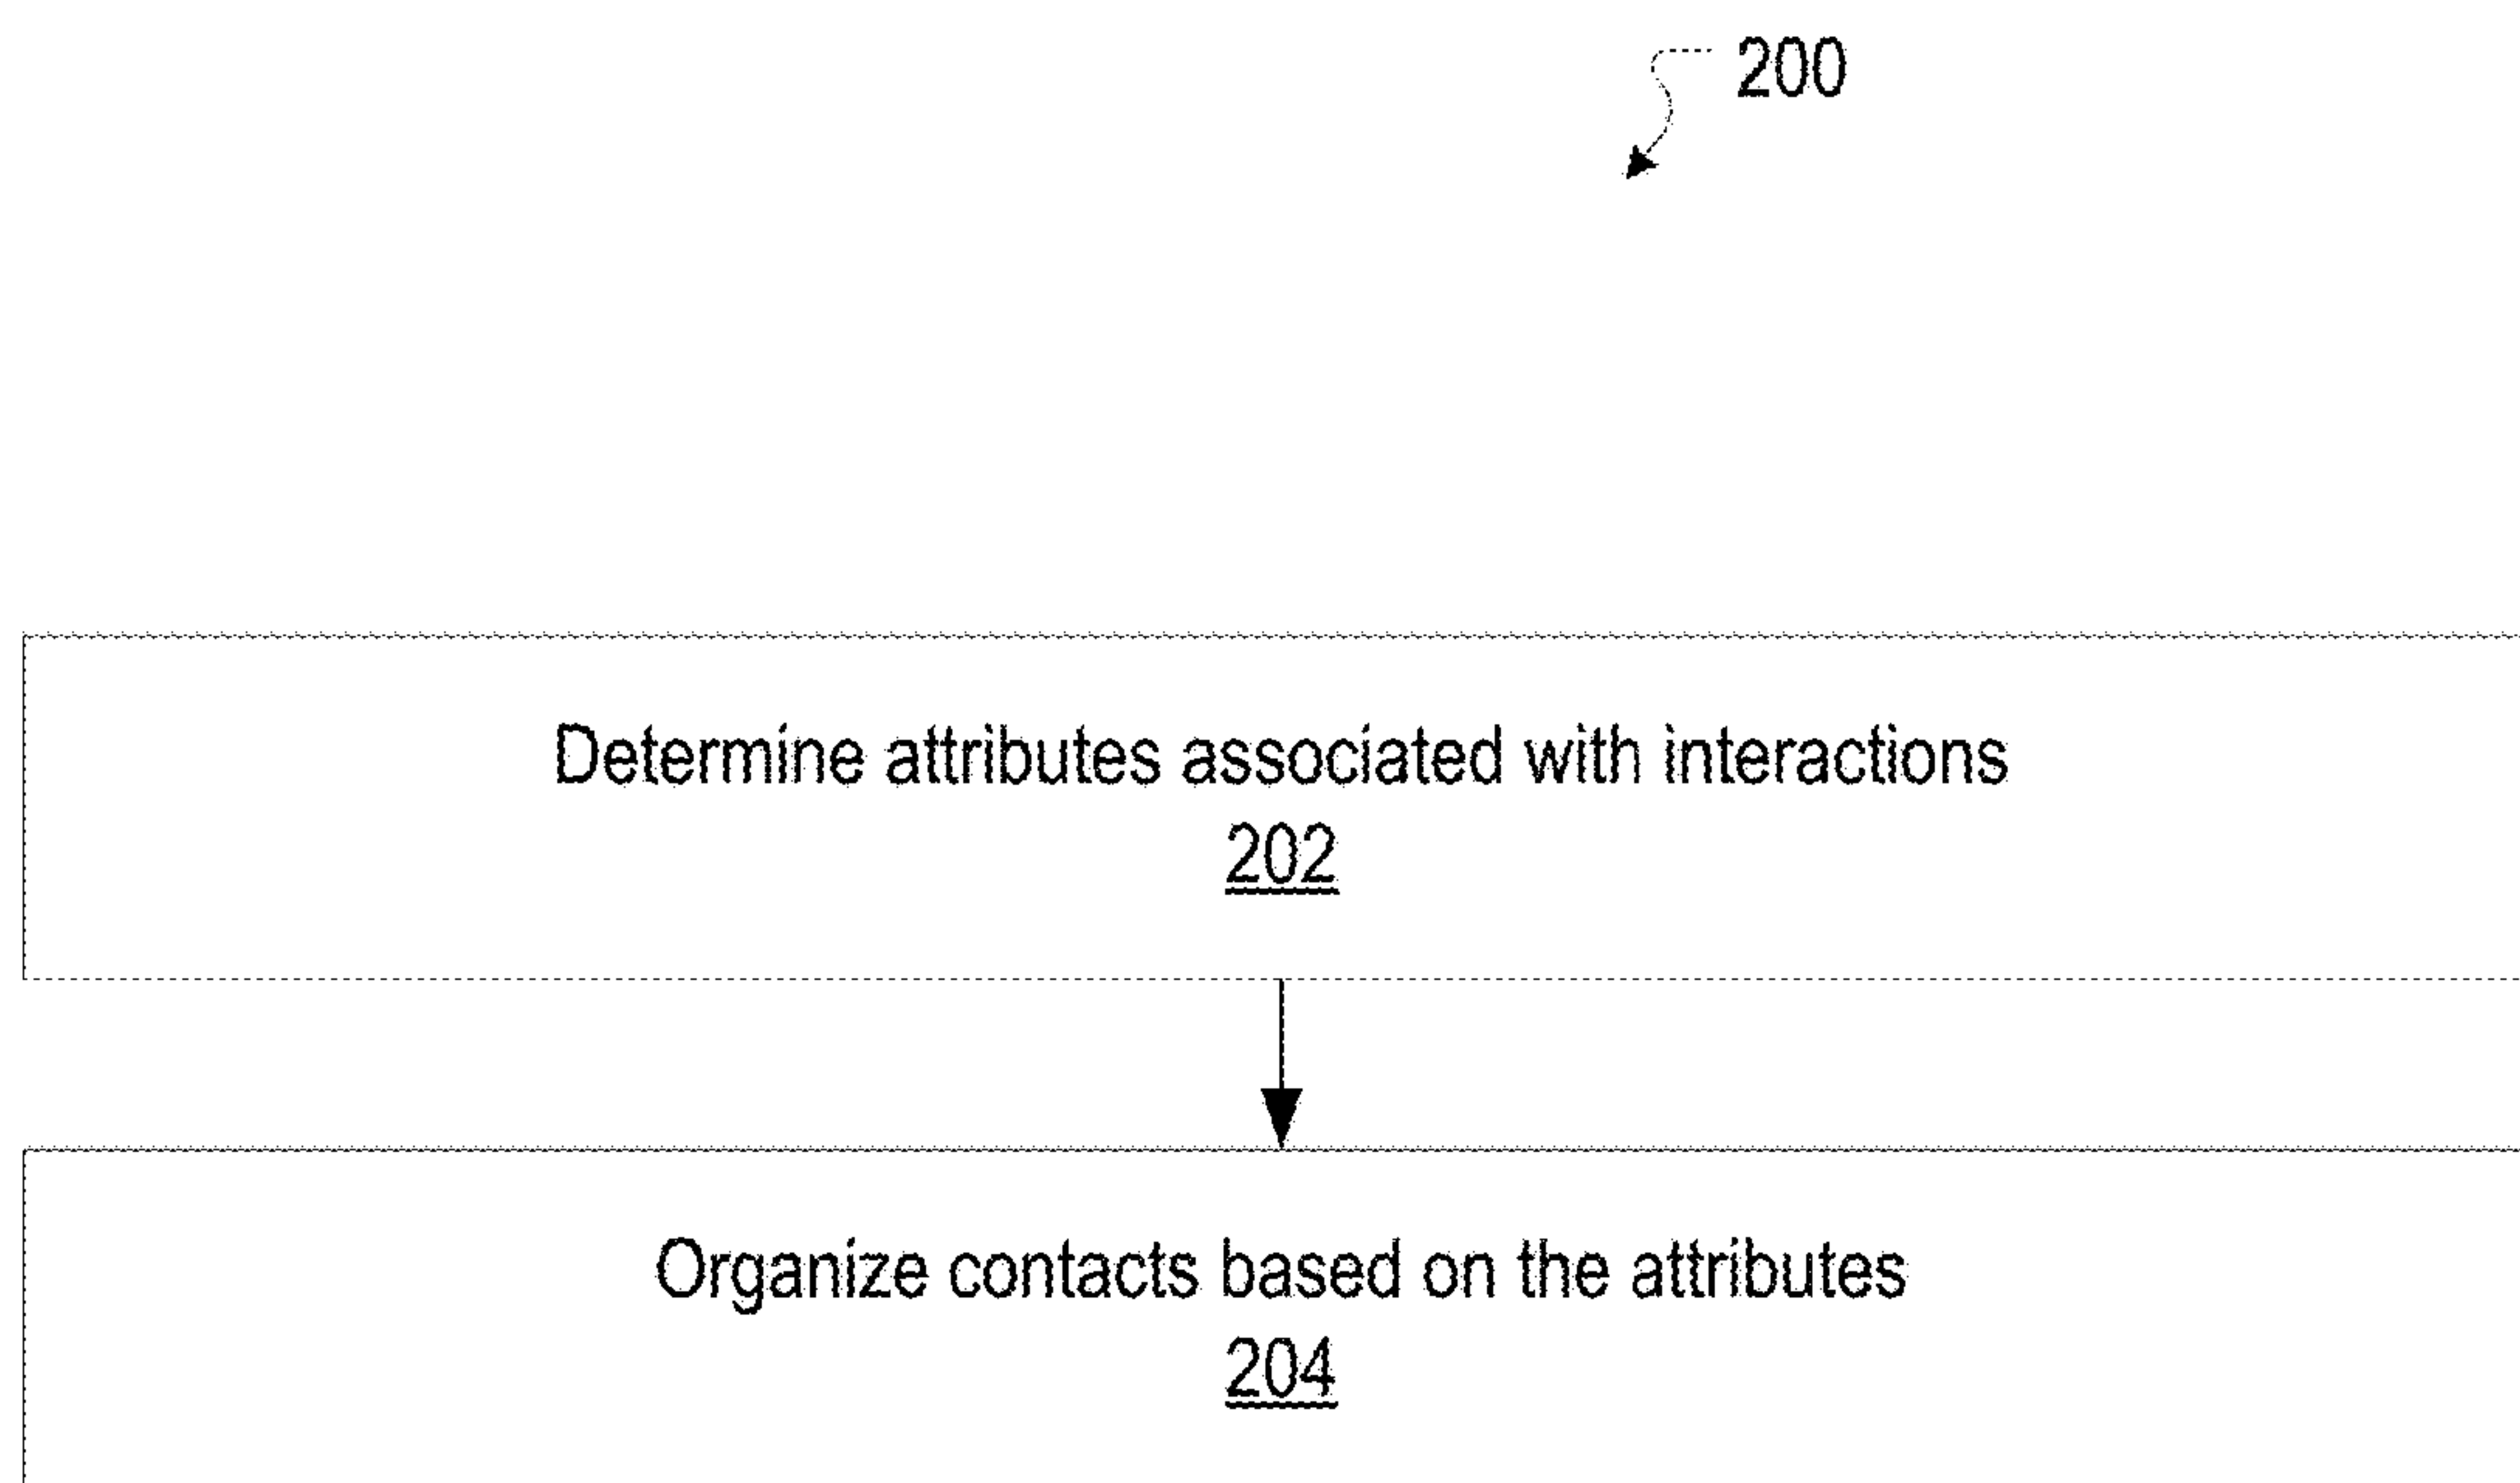 200
Determine attributes associated with interactions
202
Organize contacts based on the attributes
204